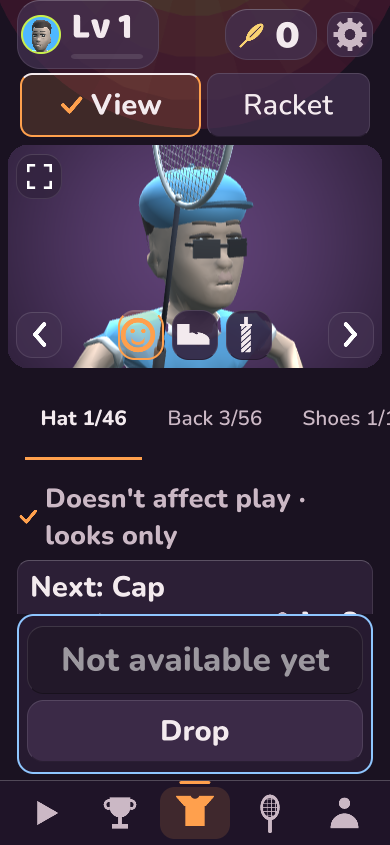 Lv 1
0
View
Racket
Hat 1/46
Back 3/56
Shoes 1/1
Doesn't affect play ·
looks only
Next: Cap
Not available yet
Drop